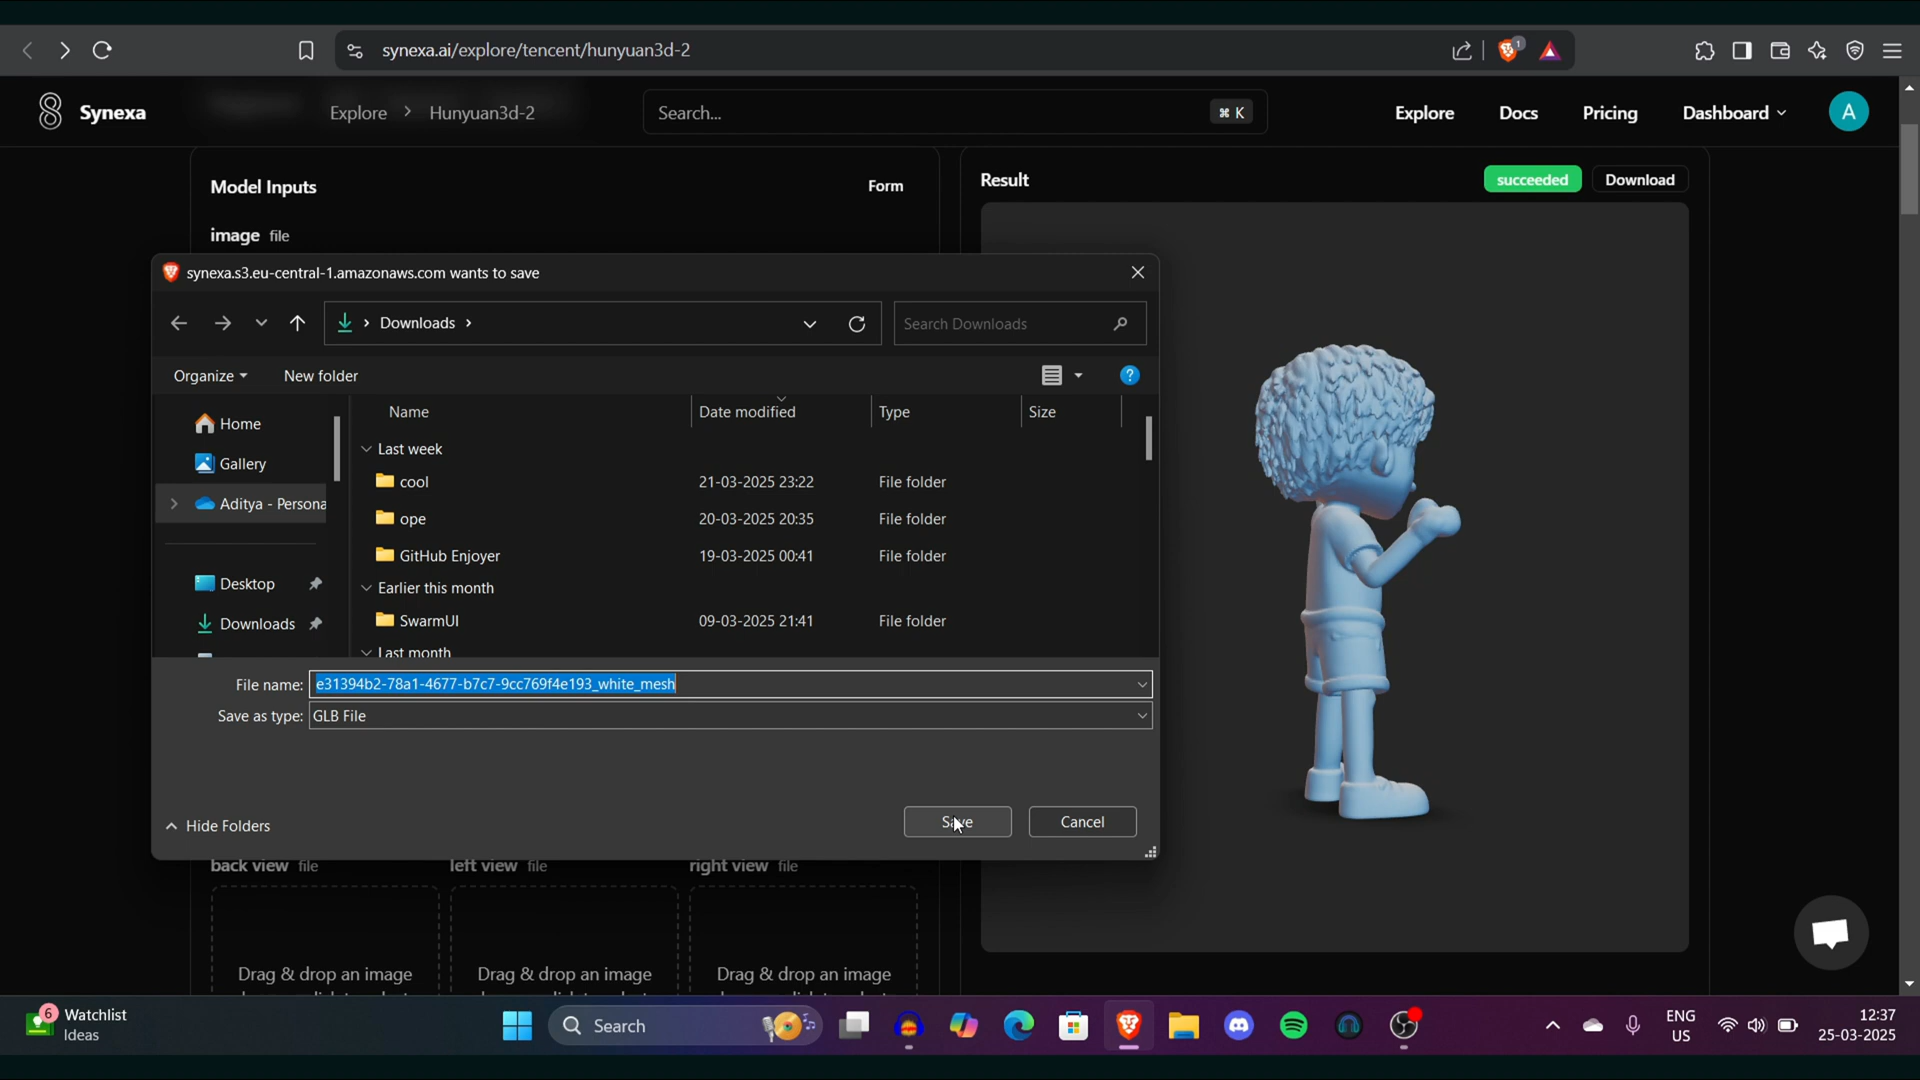 synexa.ai/explore/tencent/hunyuan3d-2
1
Synexa
Explore > Hunyuan3d-2
Search...
⌘ K
Explore
Docs
Pricing
Dashboard
A
Model Inputs
Form
image file
Result
succeeded
Download
synexa.s3.eu-central-1.amazonaws.com wants to save
Downloads
Search Downloads
Organize
New folder
?
Name
Date modified
Type
Size
Home
Gallery
Aditya - Persona
Desktop
Downloads
Last week
cool 21-03-2025 23:22 File folder
ope 20-03-2025 20:35 File folder
GitHub Enjoyer 19-03-2025 00:41 File folder
Earlier this month
SwarmUI 09-03-2025 21:41 File folder
Last month
File name: e31394b2-78a1-4677-b7c7-9cc769f4e193_white_mesh
Save as type: GLB File
Hide Folders
Save
Cancel
back view file
left view file
right view file
Drag & drop an image
Drag & drop an image
Drag & drop an image
6
Watchlist
Ideas
Search
ENG
US
12:37
25-03-2025